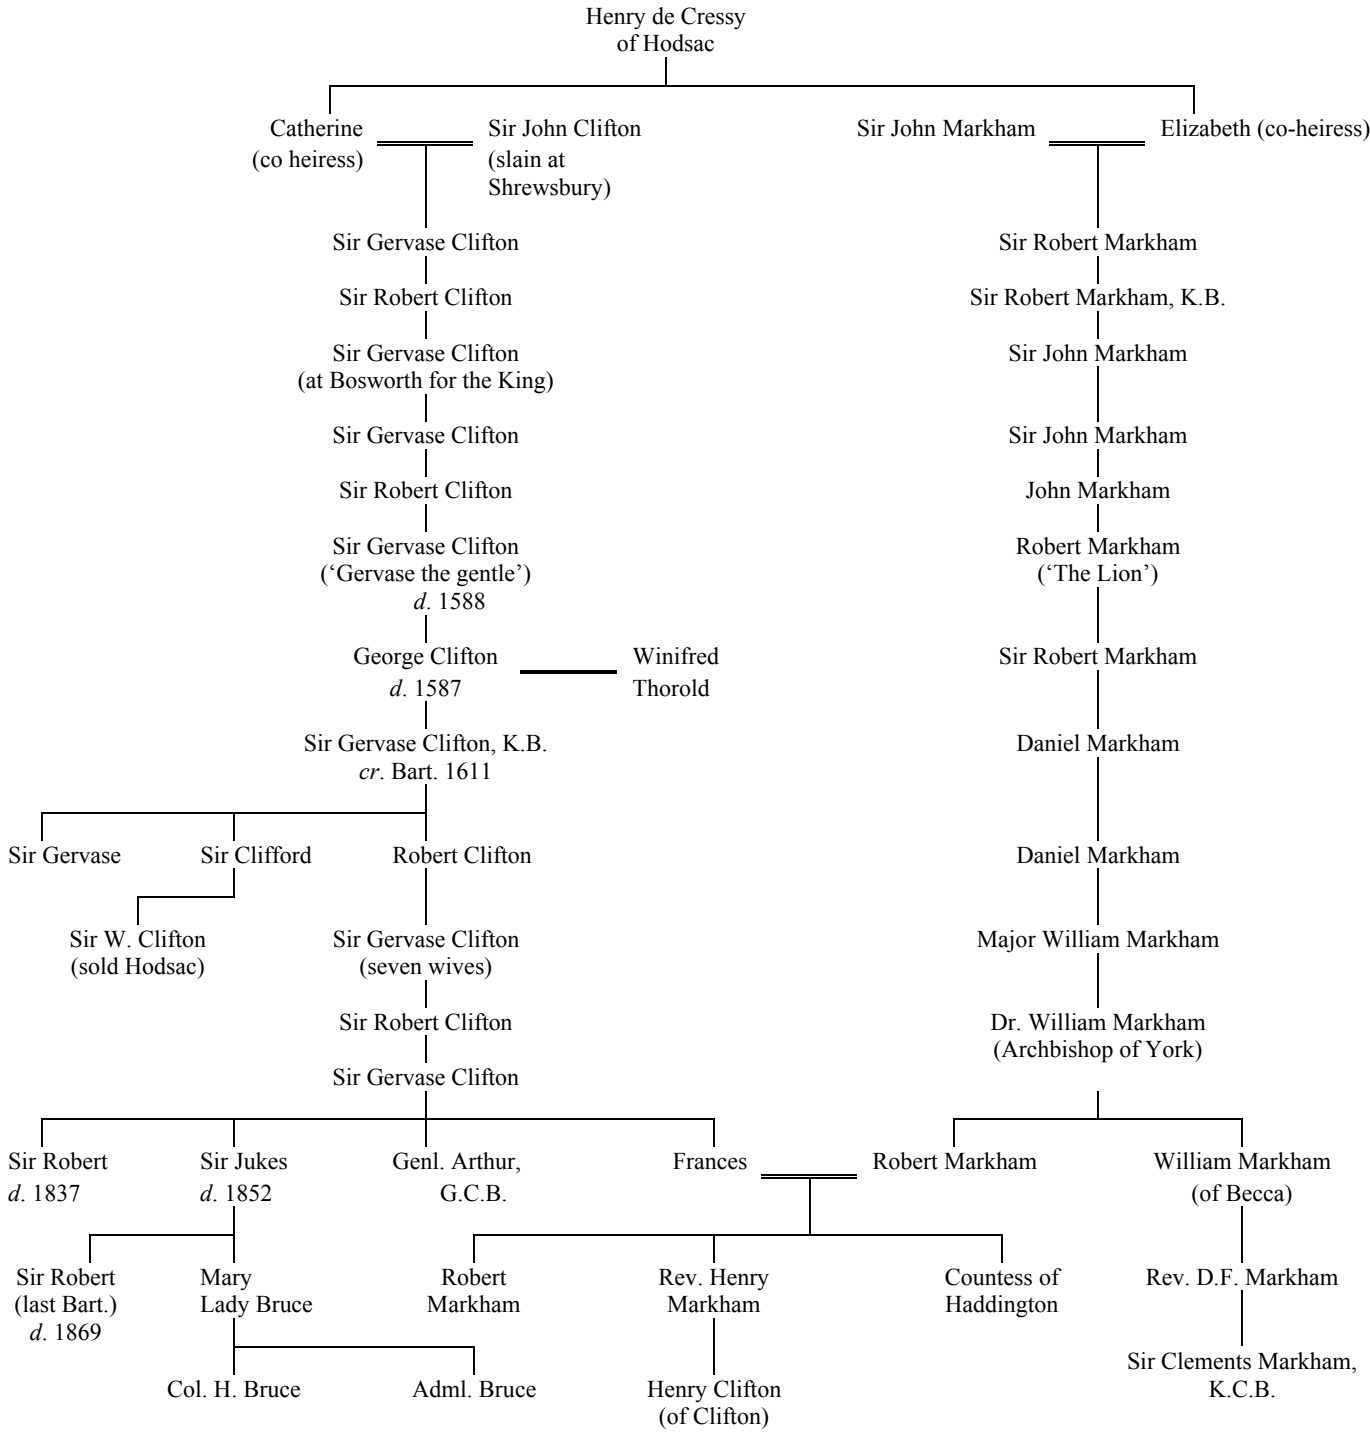 Henry de Cressy
of Hodsac
Catherine
(co heiress)
Sir John Clifton
(slain at
Shrewsbury)
Sir John Markham
Elizabeth (co-heiress)
Sir Gervase Clifton
Sir Robert Markham
Sir Robert Clifton
Sir Robert Markham, K.B.
Sir Gervase Clifton
(at Bosworth for the King)
Sir John Markham
Sir Gervase Clifton
Sir John Markham
Sir Robert Clifton
John Markham
Sir Gervase Clifton
(‘Gervase the gentle’)
d. 1588
Robert Markham
(‘The Lion’)
George Clifton
d. 1587
Winifred
Thorold
Sir Robert Markham
Sir Gervase Clifton, K.B.
cr. Bart. 1611
Daniel Markham
Sir Gervase
Sir Clifford
Robert Clifton
Daniel Markham
Sir W. Clifton
(sold Hodsac)
Sir Gervase Clifton
(seven wives)
Major William Markham
Sir Robert Clifton
Dr. William Markham
(Archbishop of York)
Sir Gervase Clifton
Sir Robert
d. 1837
Sir Jukes
d. 1852
Genl. Arthur,
G.C.B.
Frances
Robert Markham
William Markham
(of Becca)
Sir Robert
(last Bart.)
d. 1869
Mary
Lady Bruce
Robert
Markham
Rev. Henry
Markham
Countess of
Haddington
Rev. D.F. Markham
Col. H. Bruce
Adml. Bruce
Henry Clifton
(of Clifton)
Sir Clements Markham,
K.C.B.